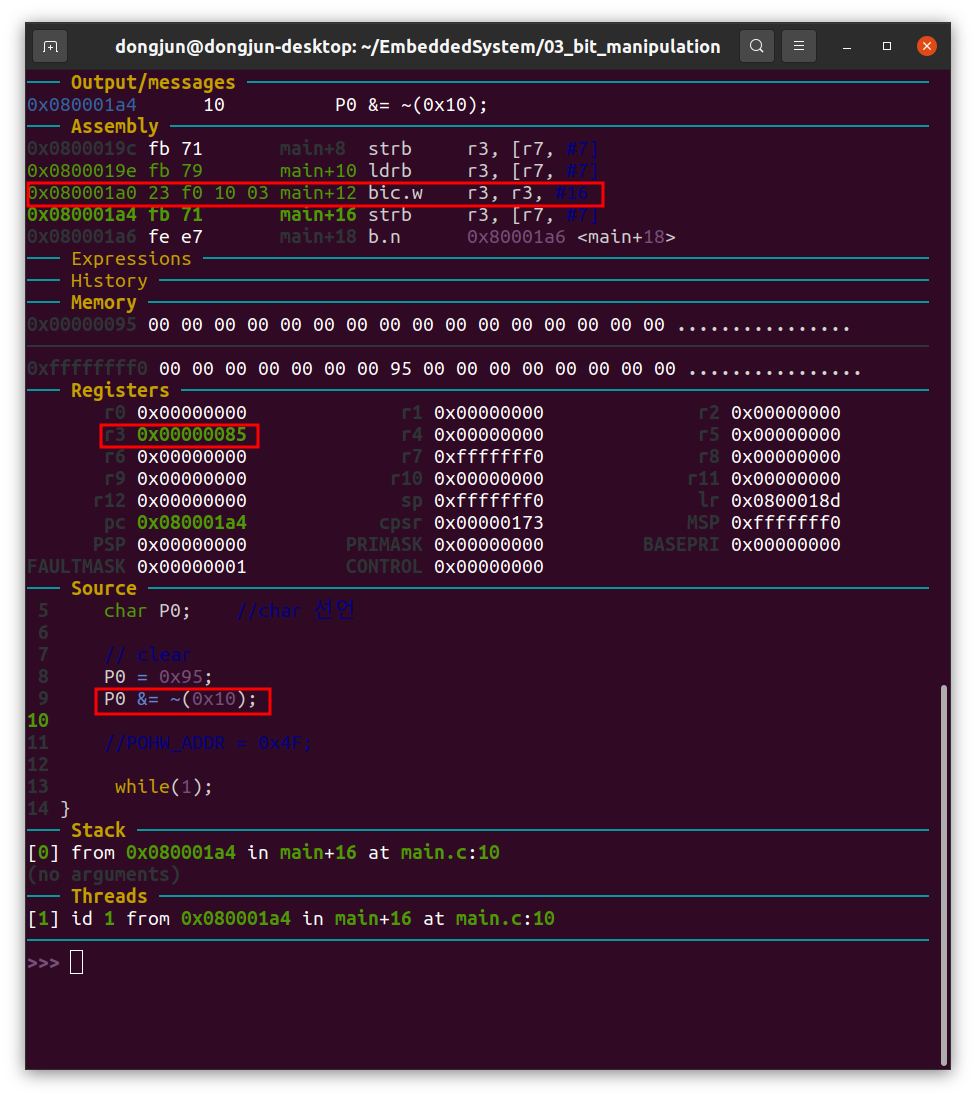 dongjun@dongjun-desktop: ~/EmbeddedSystem/03_bit_manipulation
Output/messages
0x080001a4 10 P0 &= ~(0x10);
Assembly
0x0800019c fb 71 main+8 strb r3, [r7, #7]
0x0800019e fb 79 main+10 ldrb r3, [r7, #7]
0x080001a0 23 f0 10 03 main+12 bic.w r3, r3, #16
0x080001a4 fb 71 main+16 strb r3, [r7, #7]
0x080001a6 fe e7 main+18 b.n 0x80001a6 <main+18>
Expressions
History
Memory
0x00000095 00 00 00 00 00 00 00 00 00 00 00 00 00 00 00 00 ................
0xfffffffff0 00 00 00 00 00 00 00 95 00 00 00 00 00 00 00 00 ................
Registers
r0 0x00000000 r1 0x00000000 r2 0x00000000
r3 0x00000085 r4 0x00000000 r5 0x00000000
r6 0x00000000 r7 0xfffffff0 r8 0x00000000
r9 0x00000000 r10 0x00000000 r11 0x00000000
r12 0x00000000 sp 0xfffffff0 lr 0x0800018d
pc 0x080001a4 cpsr 0x00000173 MSP 0xfffffff0
PSP 0x00000000 PRIMASK 0x00000000 BASEPRI 0x00000000
FAULTMASK 0x00000001 CONTROL 0x00000000
Source
5 char P0; //char 선언
6
7 // clear
8 P0 = 0x95;
9 P0 &= ~(0x10);
10
11 //P0HW_ADDR = 0x4F;
12
13 while(1);
14 }
Stack
[0] from 0x080001a4 in main+16 at main.c:10
(no arguments)
Threads
[1] id 1 from 0x080001a4 in main+16 at main.c:10
>>>